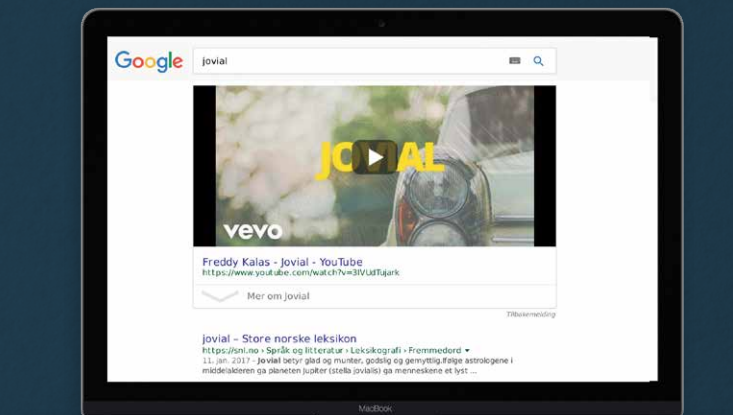 Google
jovial
JOVIAL
vevo
Freddy Kalas - Jovial - YouTube
https://www.youtube.com/watch?v=3lVUdTujark
Mer om jovial
Tilbakemelding
jovial – Store norske leksikon
https://snl.no › Språk og litteratur › Leksikografi › Fremmedord
11. jan. 2017 - Jovial betyr glad og munter, godslig og gemyttlig.Ifølge astrologene i
middelalderen ga planeten Jupiter (stella jovialis) ga menneskene et lyst ...
MacBook